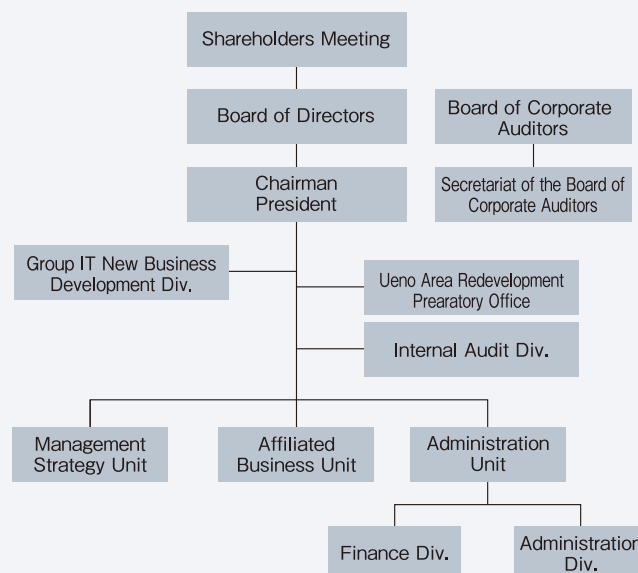 Shareholders Meeting
Board of Directors
Board of Corporate
Auditors
Chairman
President
Secretariat of the Board of
Corporate Auditors
Group IT New Business
Development Div.
Ueno Area Redevelopment
Prearatory Office
Internal Audit Div.
Management
Strategy Unit
Affiliated
Business Unit
Administration
Unit
Finance Div.
Administration
Div.